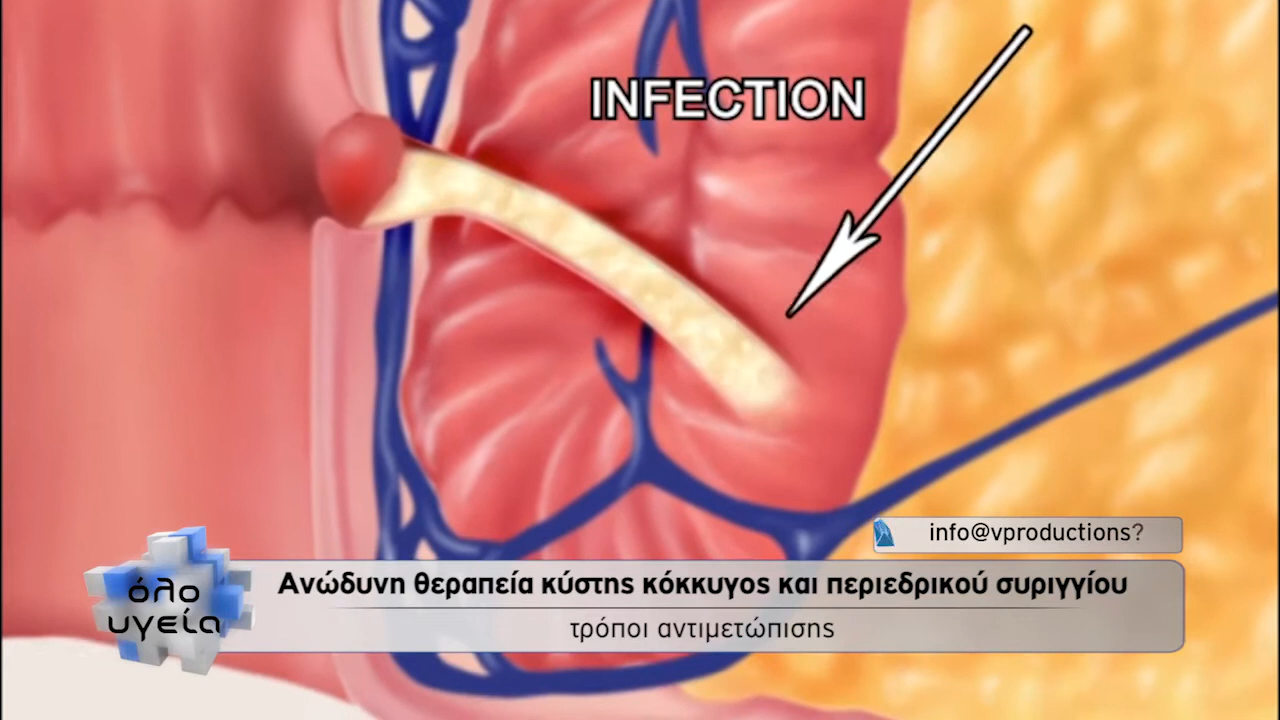 INFECTION
info@vproductions?
Ανώδυνη θεραπεία κύστης κόκκυγος και περιεδρικού συριγγίου
τρόποι αντιμετώπισης
όλο
υγεία